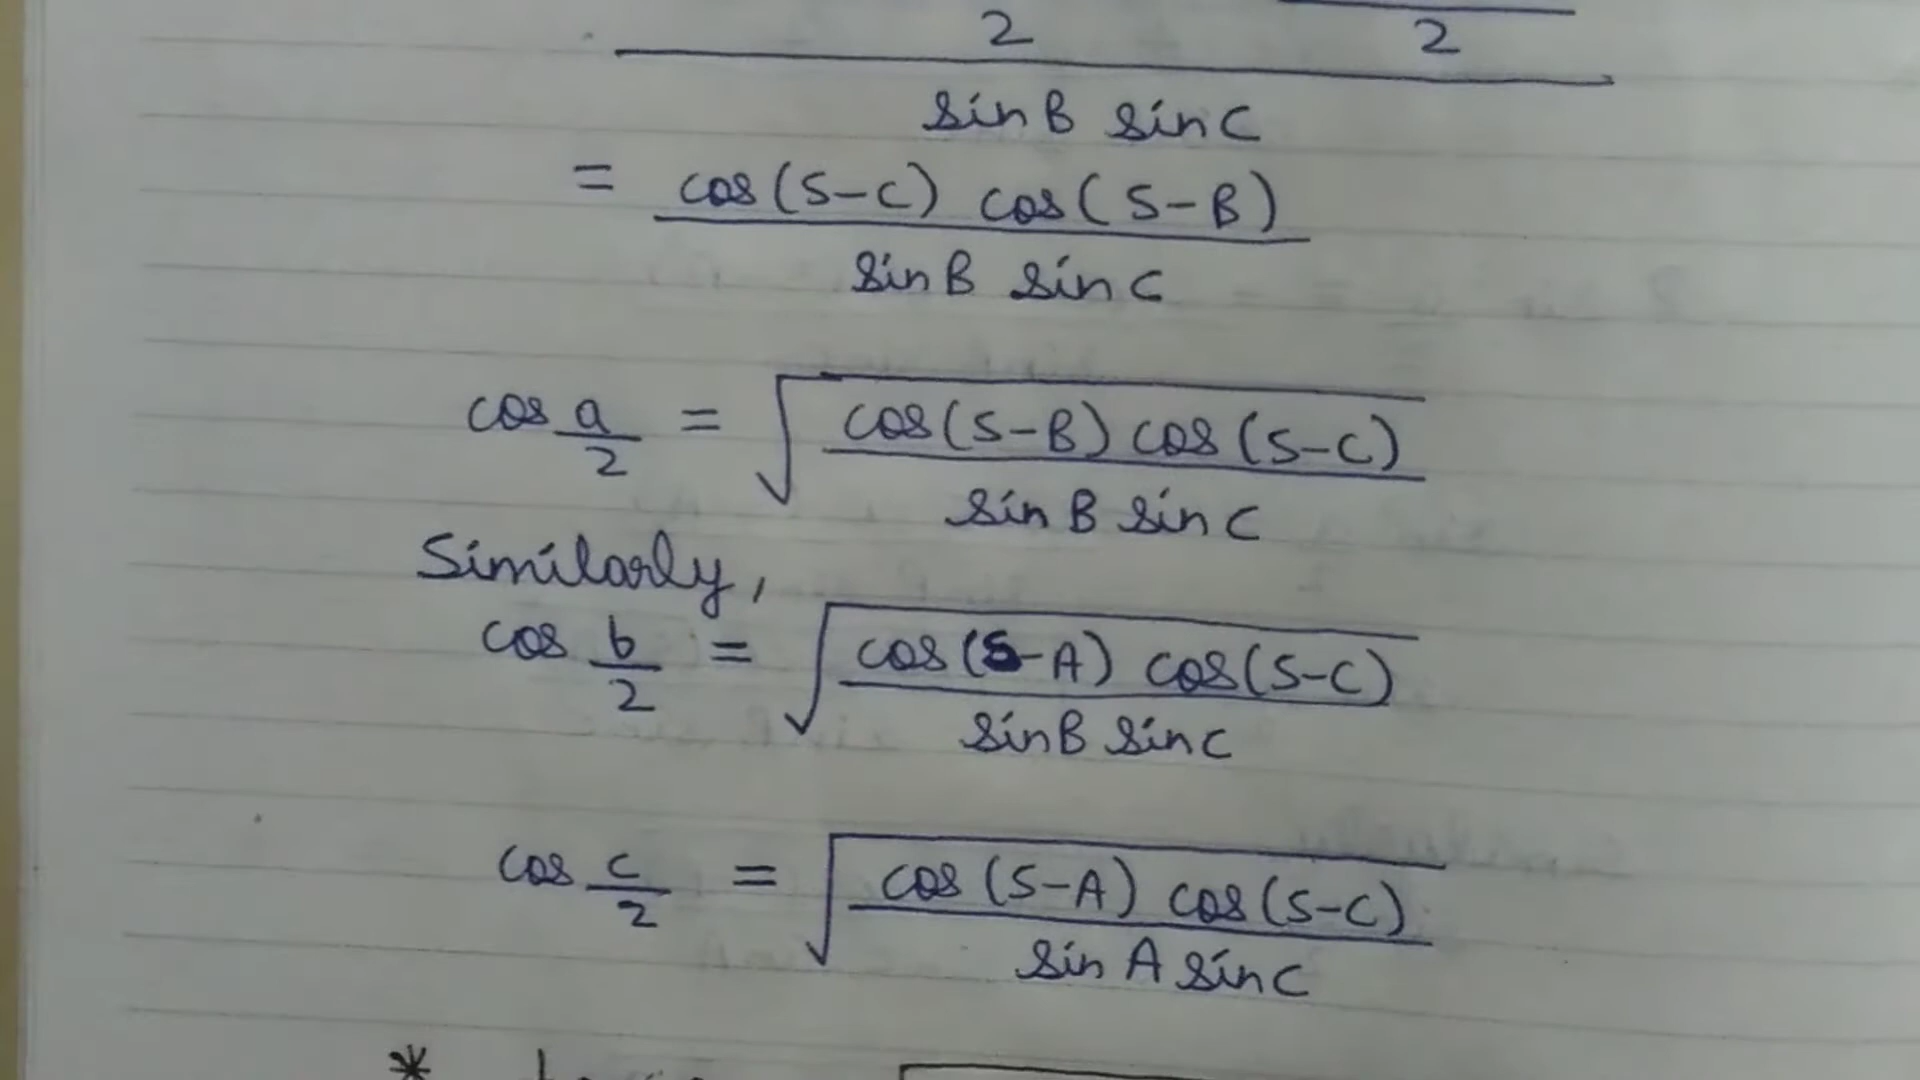 2 2
sin B sin C
= cos(S-C) cos(S-B)
sin B sin C
cos a/2 = √ cos(S-B) cos(S-C)
sin B sin C
Similarly,
cos b/2 = √ cos(S-A) cos(S-C)
sin B sin C
cos c/2 = √ cos(S-A) cos(S-C)
sin A sin C
*